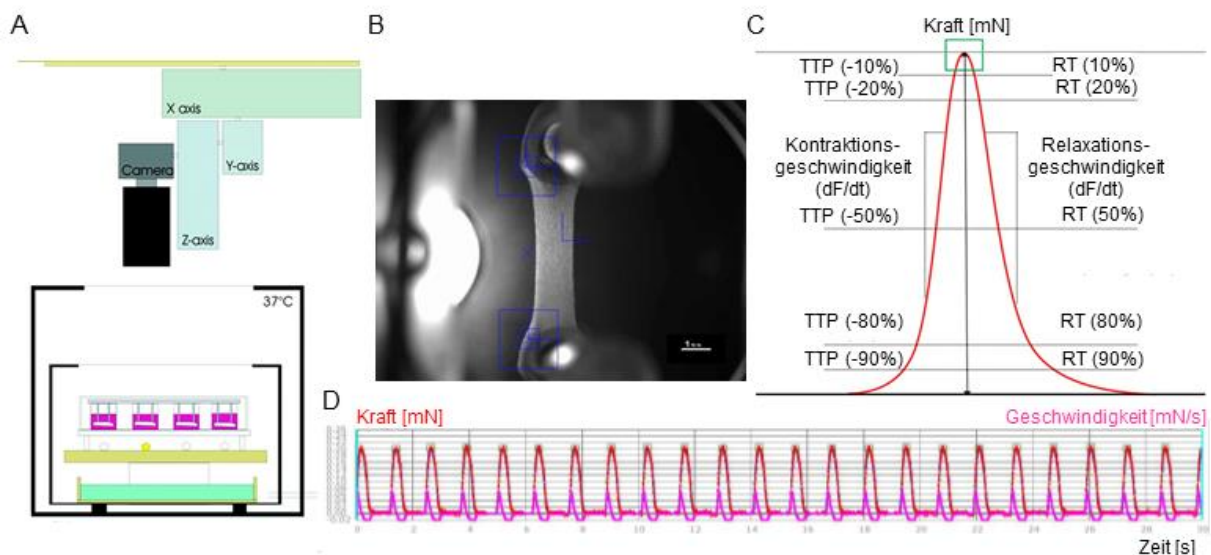 A
X axis
Camera
Y-axis
Z-axis
37°C
B
C
Kraft [mN]
TTP (-10%)
RT (10%)
TTP (-20%)
RT (20%)
Kontraktions-
geschwindigkeit
(dF/dt)
Relaxations-
geschwindigkeit
(dF/dt)
TTP (-50%)
RT (50%)
TTP (-80%)
RT (80%)
TTP (-90%)
RT (90%)
D
Kraft [mN]
Geschwindigkeit [mN/s]
0 2 4 6 8 10 12 14 16 18 20 22 24 26 28 30
Zeit [s]